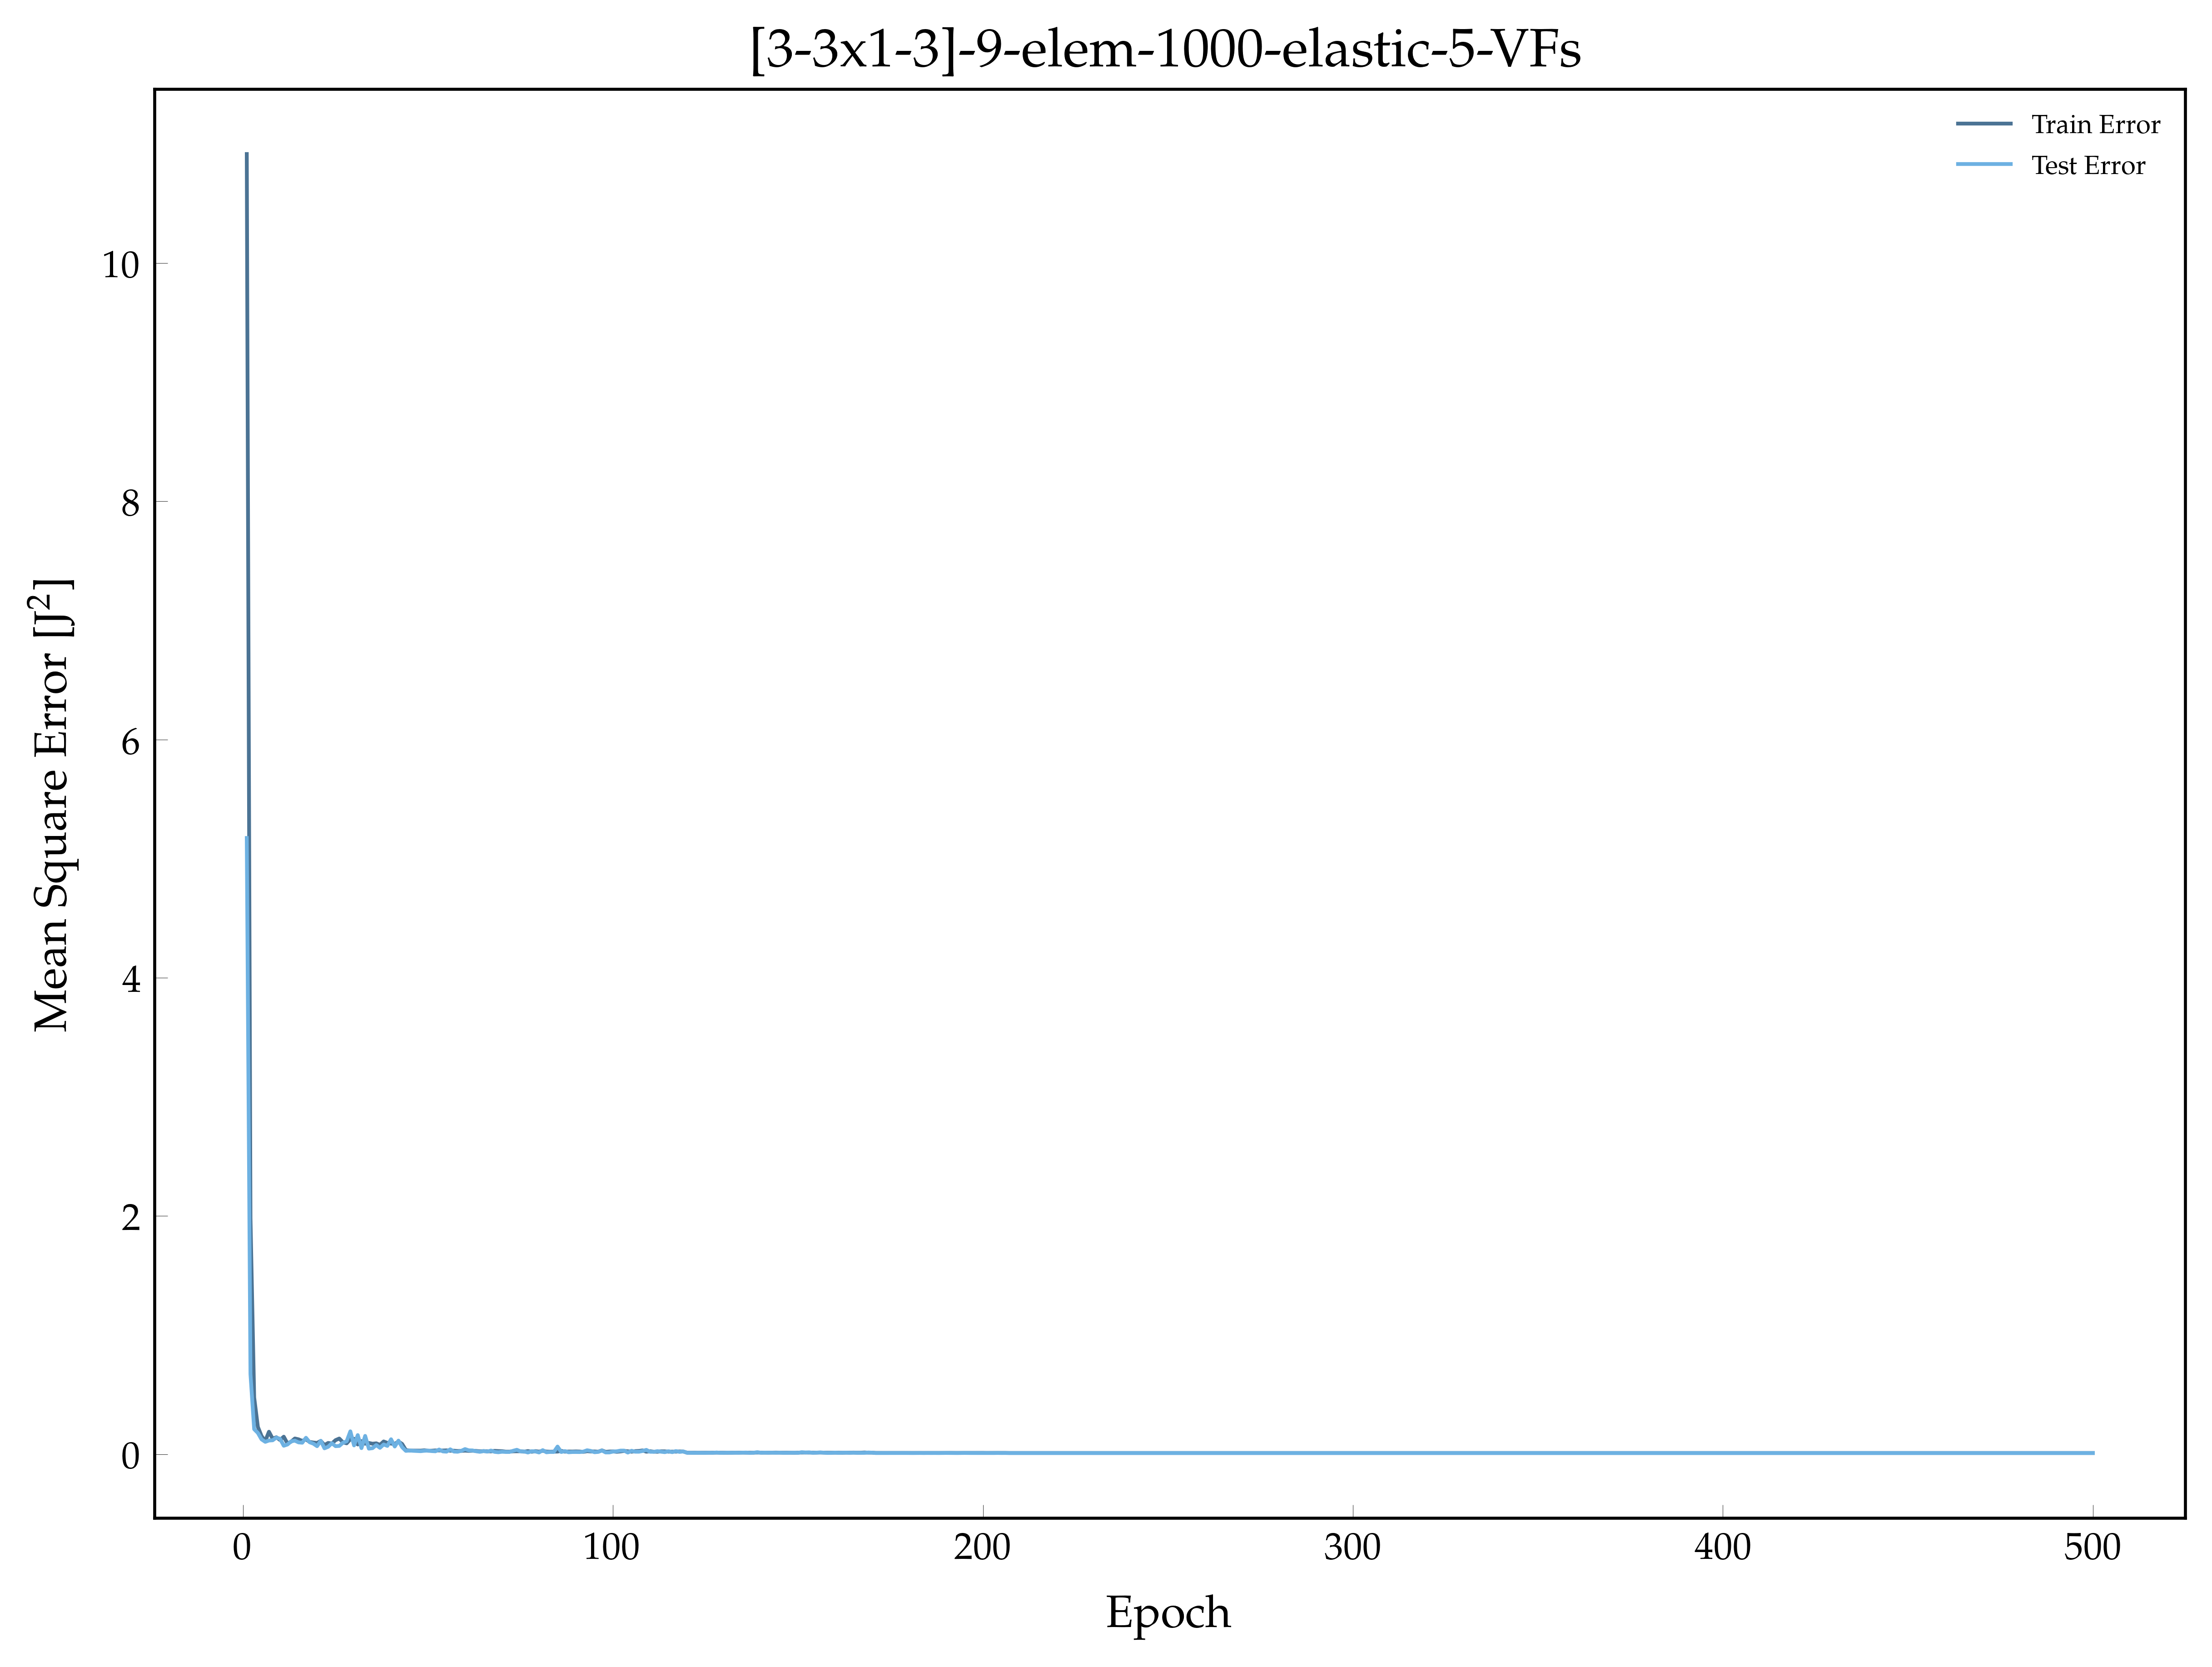 [3-3x1-3]-9-elem-1000-elastic-5-VFs
Train Error
Test Error
Mean Square Error [J²]
10
8
6
4
2
0
0 100 200 300 400 500
Epoch